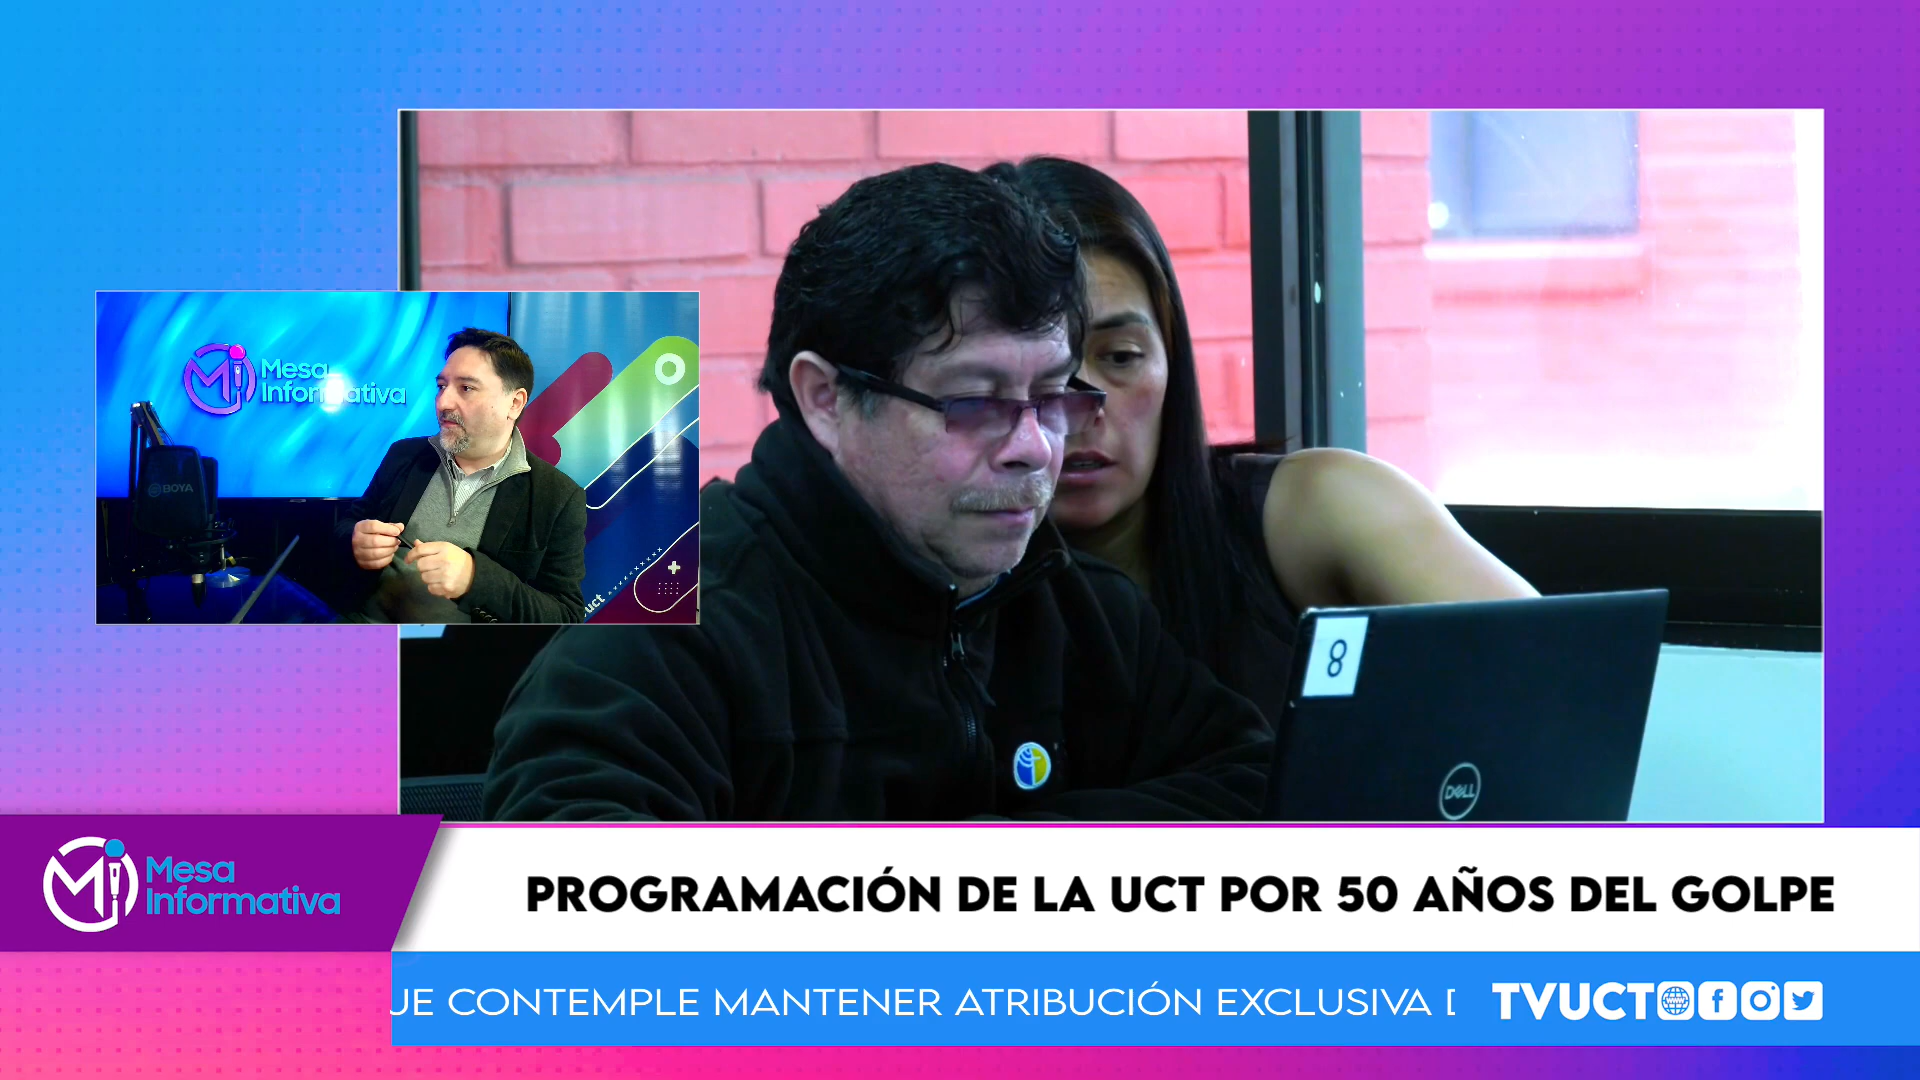 Mesa
Informativa
BOYA
uct
8
DELL
Mesa
Informativa
PROGRAMACIÓN DE LA UCT POR 50 AÑOS DEL GOLPE
CONTEMPLE MANTENER ATRIBUCIÓN EXCLUSIVA
TVUCT